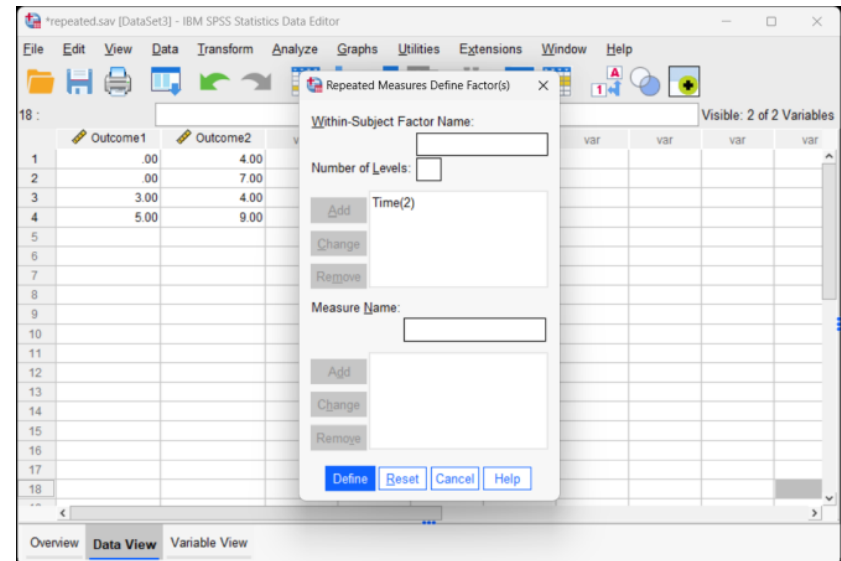 *repeated.sav [DataSet3] - IBM SPSS Statistics Data Editor
File Edit View Data Transform Analyze Graphs Utilities Extensions Window Help
18 :
Visible: 2 of 2 Variables
Outcome1 Outcome2 var var var var
1 .00 4.00
2 .00 7.00
3 3.00 4.00
4 5.00 9.00
5
6
7
8
9
10
11
12
13
14
15
16
17
18
Overview Data View Variable View
Repeated Measures Define Factor(s)
Within-Subject Factor Name:
Number of Levels:
Add
Change
Remove
Time(2)
Measure Name:
Add
Change
Remove
Define Reset Cancel Help